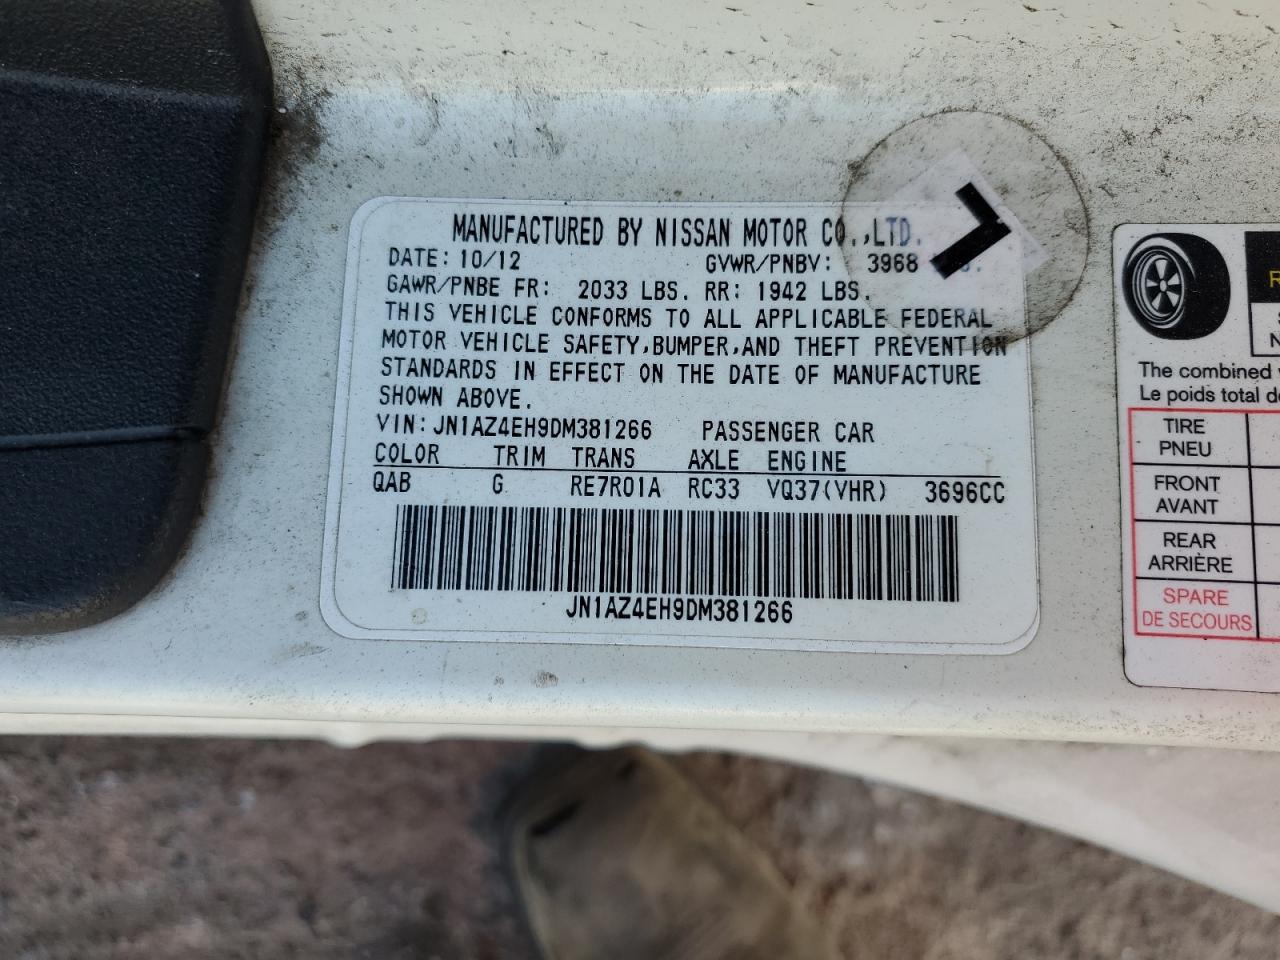 MANUFACTURED BY NISSAN MOTOR CO.,LTD.
DATE: 10/12 GVWR/PNBV: 3968
GAWR/PNBE FR: 2033 LBS. RR: 1942 LBS.
THIS VEHICLE CONFORMS TO ALL APPLICABLE FEDERAL
MOTOR VEHICLE SAFETY,BUMPER,AND THEFT PREVENTION
STANDARDS IN EFFECT ON THE DATE OF MANUFACTURE
SHOWN ABOVE.
VIN: JN1AZ4EH9DM381266 PASSENGER CAR
COLOR TRIM TRANS AXLE ENGINE
QAB G RE7R01A RC33 VQ37(VHR) 3696CC
JN1AZ4EH9DM381266
The combined
Le poids total
TIRE
PNEU
FRONT
AVANT
REAR
ARRIÈRE
SPARE
DE SECOURS